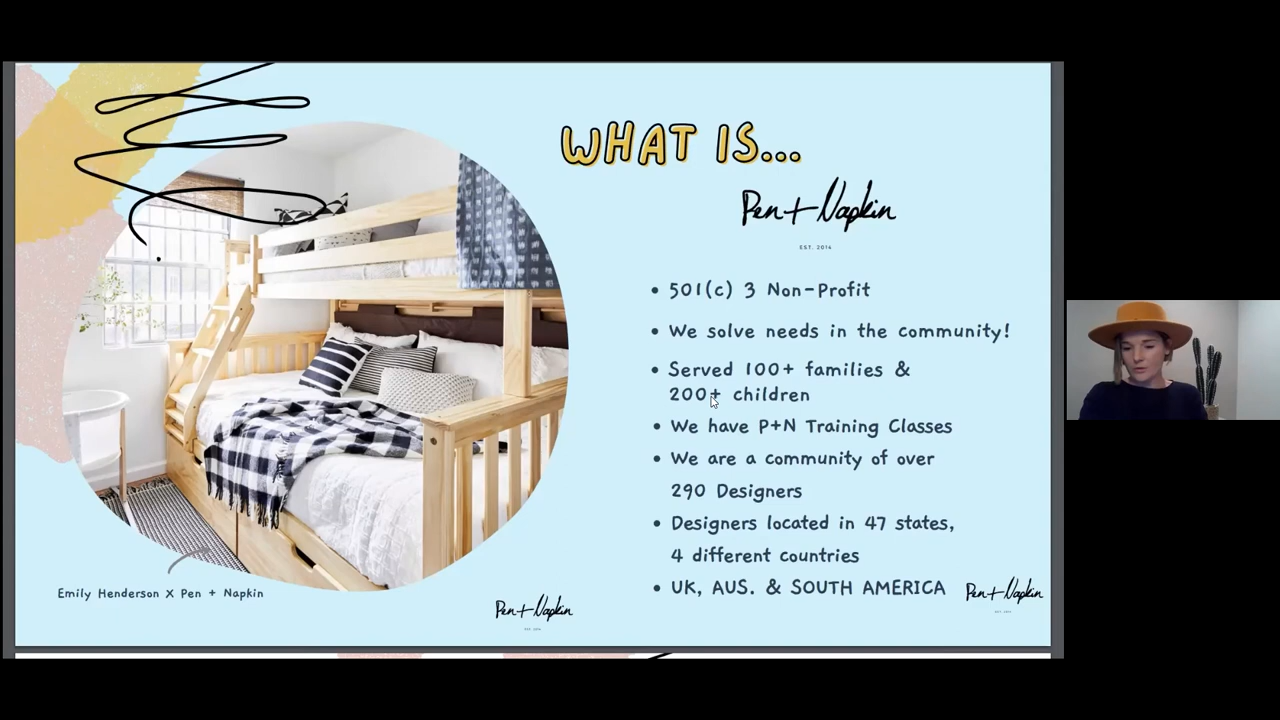 WHAT IS...
Pen + Napkin
EST. 2014
• 501(c) 3 Non-Profit
• We solve needs in the community!
• Served 100+ families &
200+ children
• We have P+N Training Classes
• We are a community of over
290 Designers
• Designers located in 47 states,
4 different countries
• UK, AUS. & SOUTH AMERICA
Pen + Napkin
Emily Henderson X Pen + Napkin
Pen + Napkin